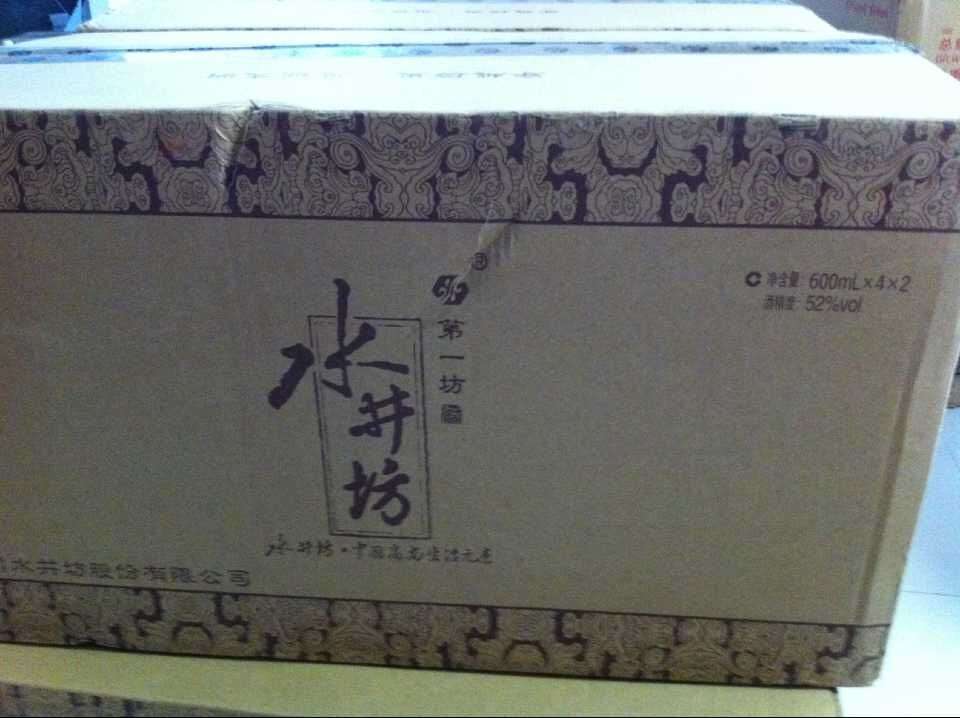 净含量: 600mL×4×2
酒精度: 52%vol
水井坊
第一坊
水井坊·中国高尚生活元素
水井坊股份有限公司